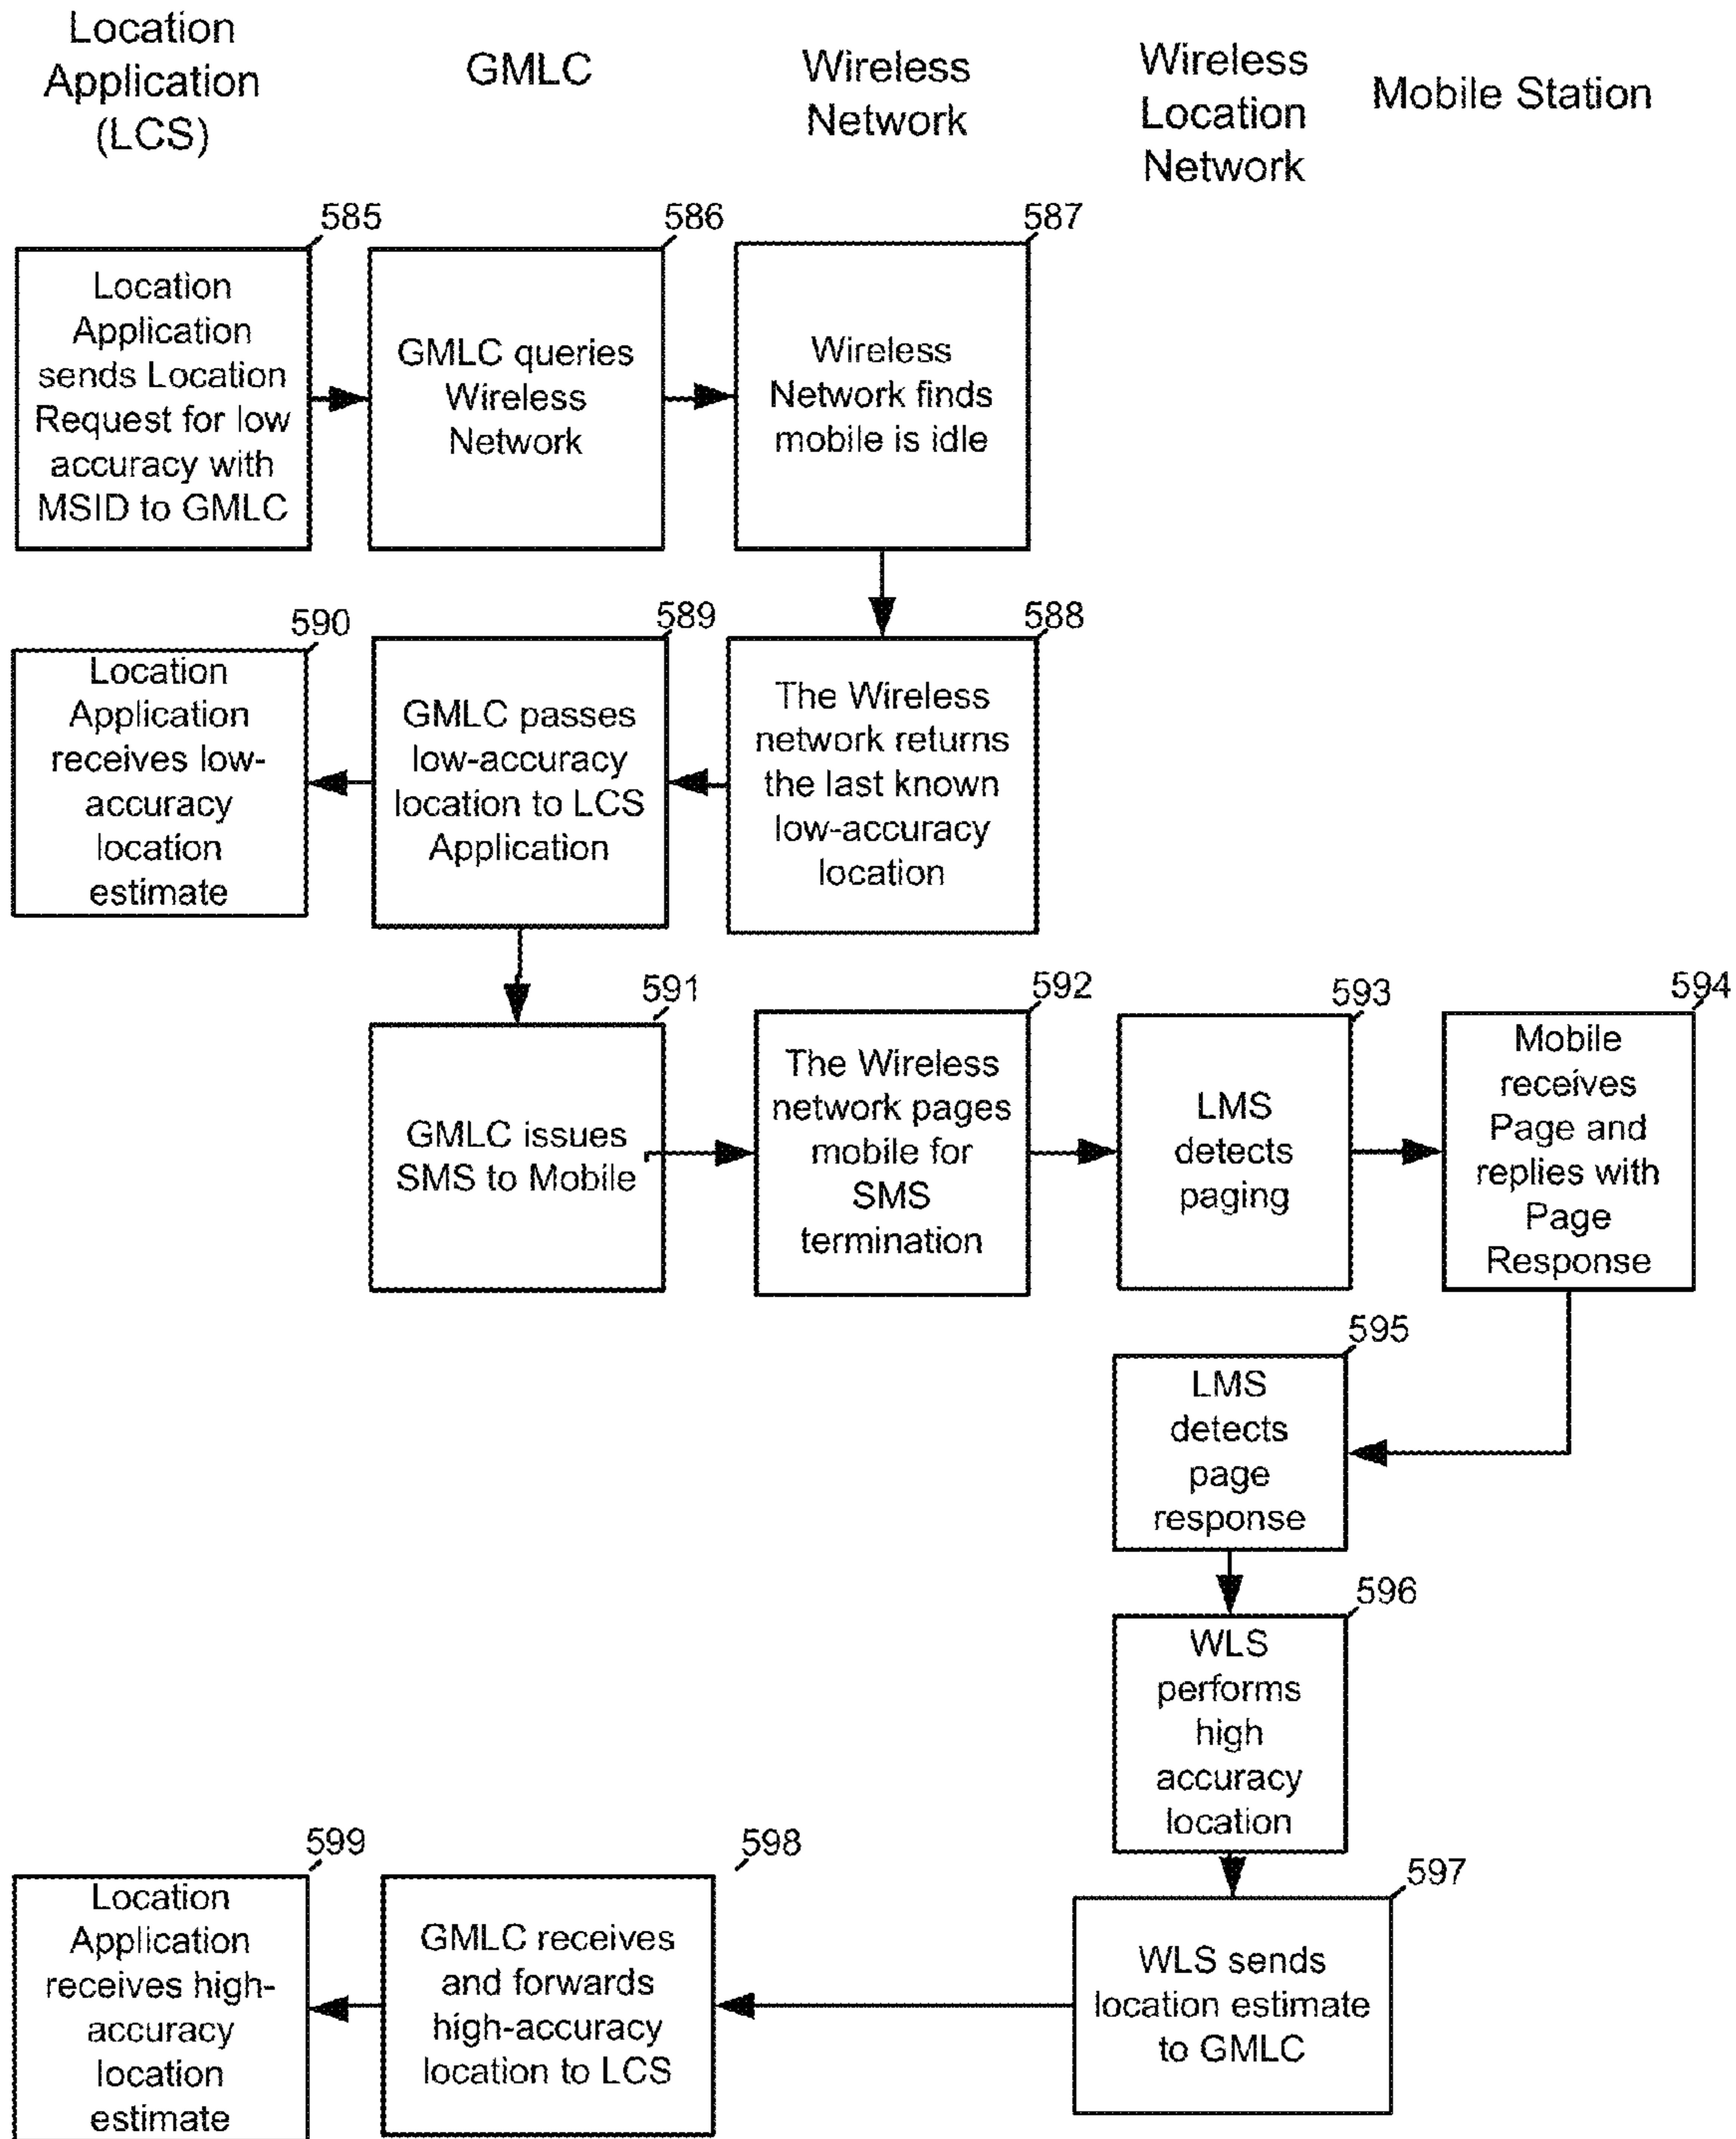 Location
Application
(LCS)
GMLC
Wireless
Network
Wireless
Location
Network
Mobile Station
585
Location
Application
sends Location
Request for low
accuracy with
MSID to GMLC
586
GMLC queries
Wireless
Network
587
Wireless
Network finds
mobile is idle
590
Location
Application
receives low-
accuracy
location
estimate
589
GMLC passes
low-accuracy
location to LCS
Application
588
The Wireless
network returns
the last known
low-accuracy
location
591
GMLC issues
SMS to Mobile
592
The Wireless
network pages
mobile for
SMS
termination
593
LMS
detects
paging
594
Mobile
receives
Page and
replies with
Page
Response
595
LMS
detects
page
response
596
WLS
performs
high
accuracy
location
599
Location
Application
receives high-
accuracy
location
estimate
598
GMLC receives
and forwards
high-accuracy
location to LCS
597
WLS sends
location estimate
to GMLC